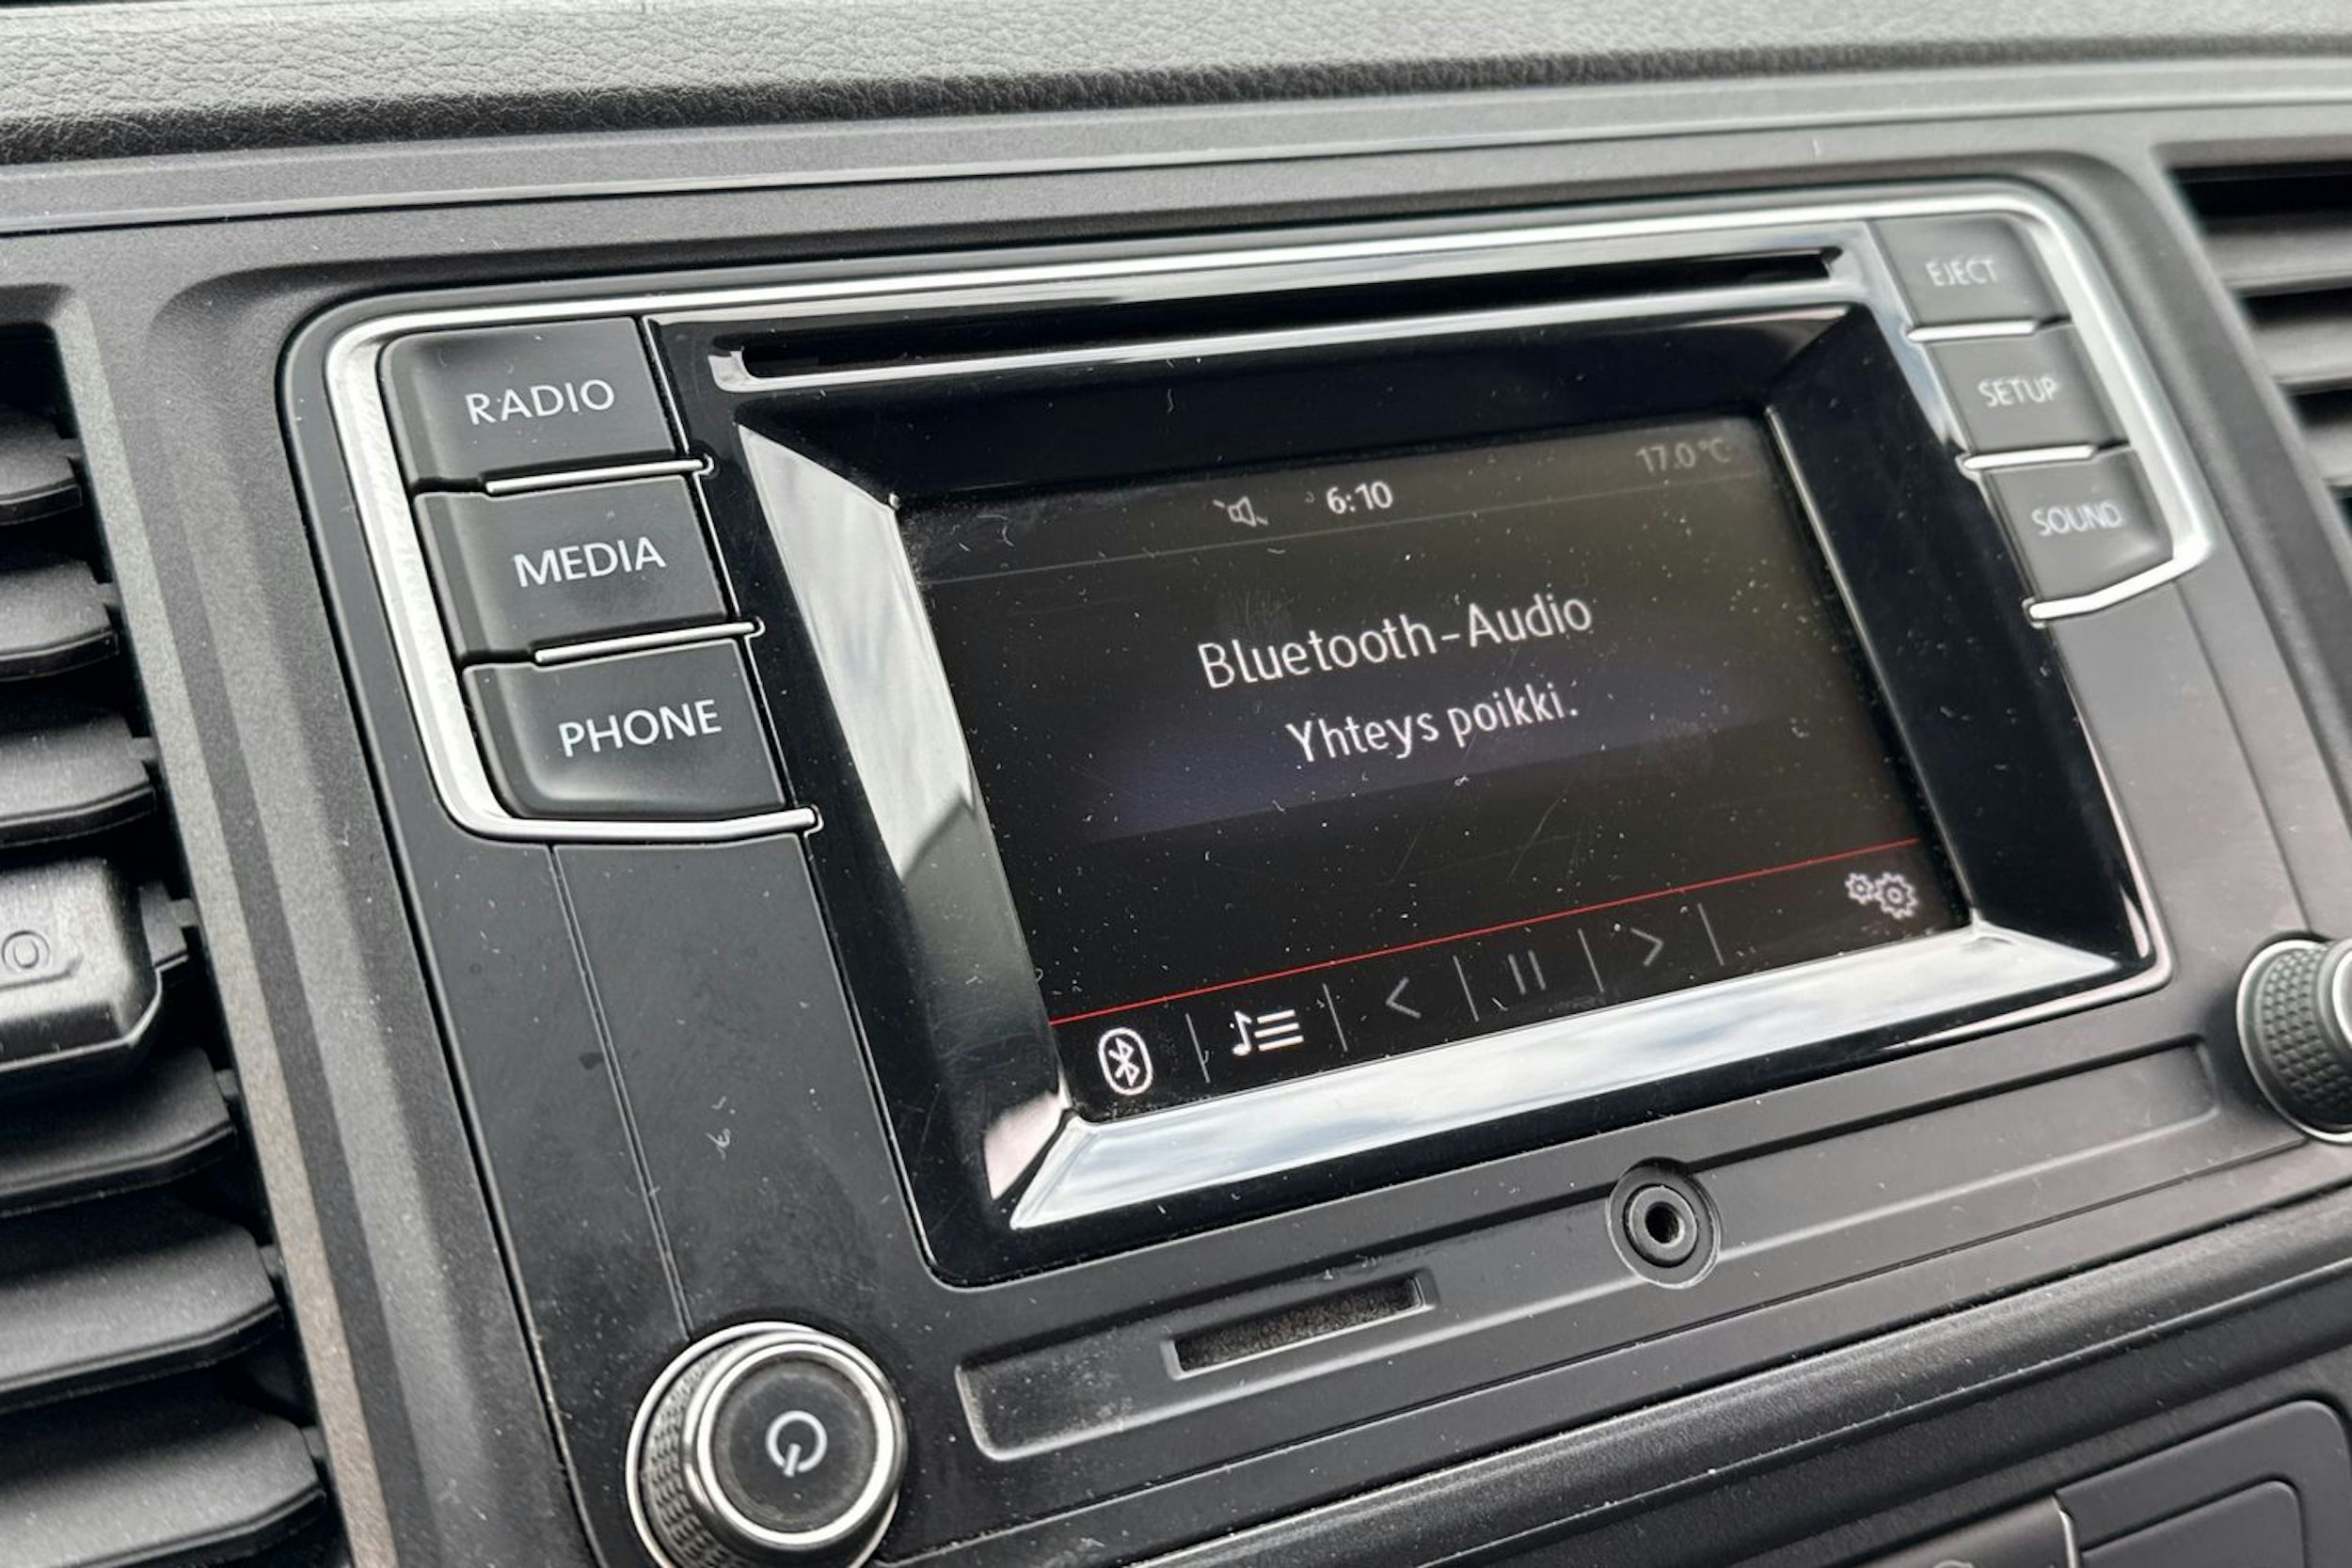 RADIO
MEDIA
PHONE
EJECT
SETUP
SOUND
6:10
17.0 °C
Bluetooth-Audio
Yhteys poikki.